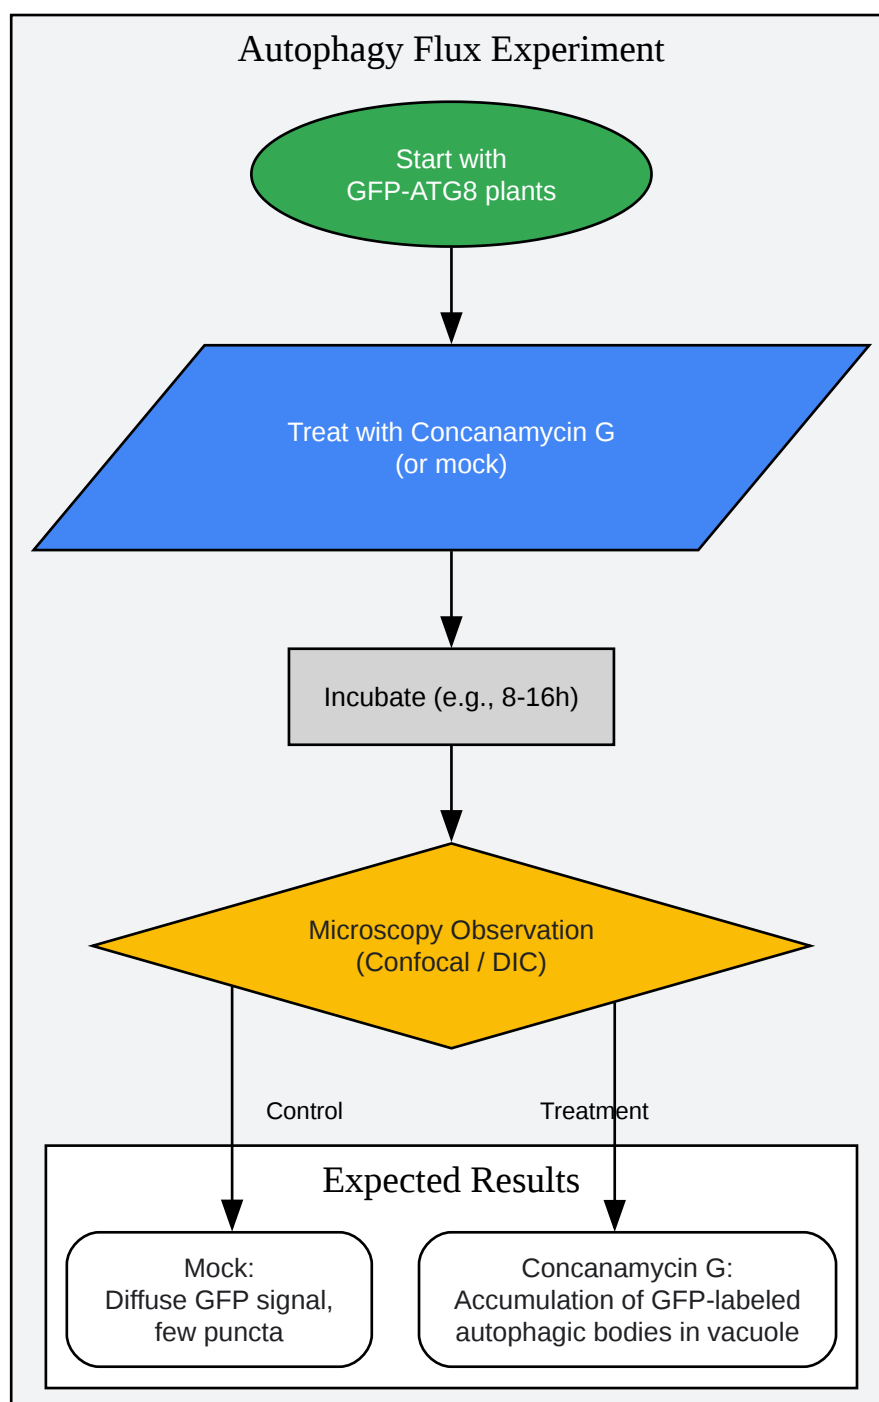 Autophagy Flux Experiment
Start with
GFP-ATG8 plants
Treat with Concanamycin G
(or mock)
Incubate (e.g., 8-16h)
Microscopy Observation
(Confocal / DIC)
Control
Treatment
Expected Results
Mock:
Diffuse GFP signal,
few puncta
Concanamycin G:
Accumulation of GFP-labeled
autophagic bodies in vacuole